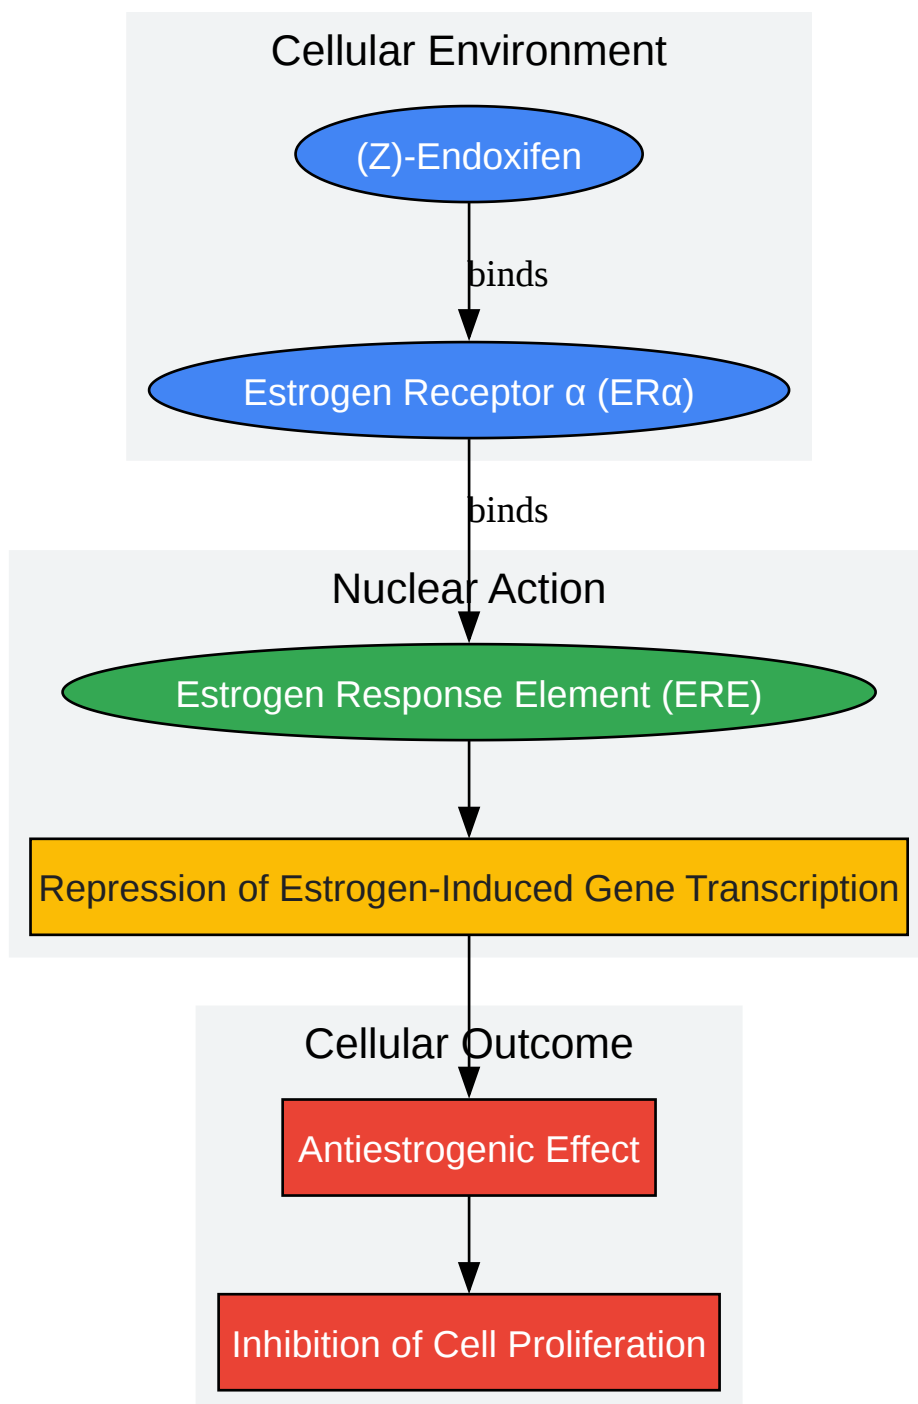 Cellular Environment
(Z)-Endoxifen
binds
Estrogen Receptor α (ERα)
binds
Nuclear Action
Estrogen Response Element (ERE)
Repression of Estrogen-Induced Gene Transcription
Cellular Outcome
Antiestrogenic Effect
Inhibition of Cell Proliferation